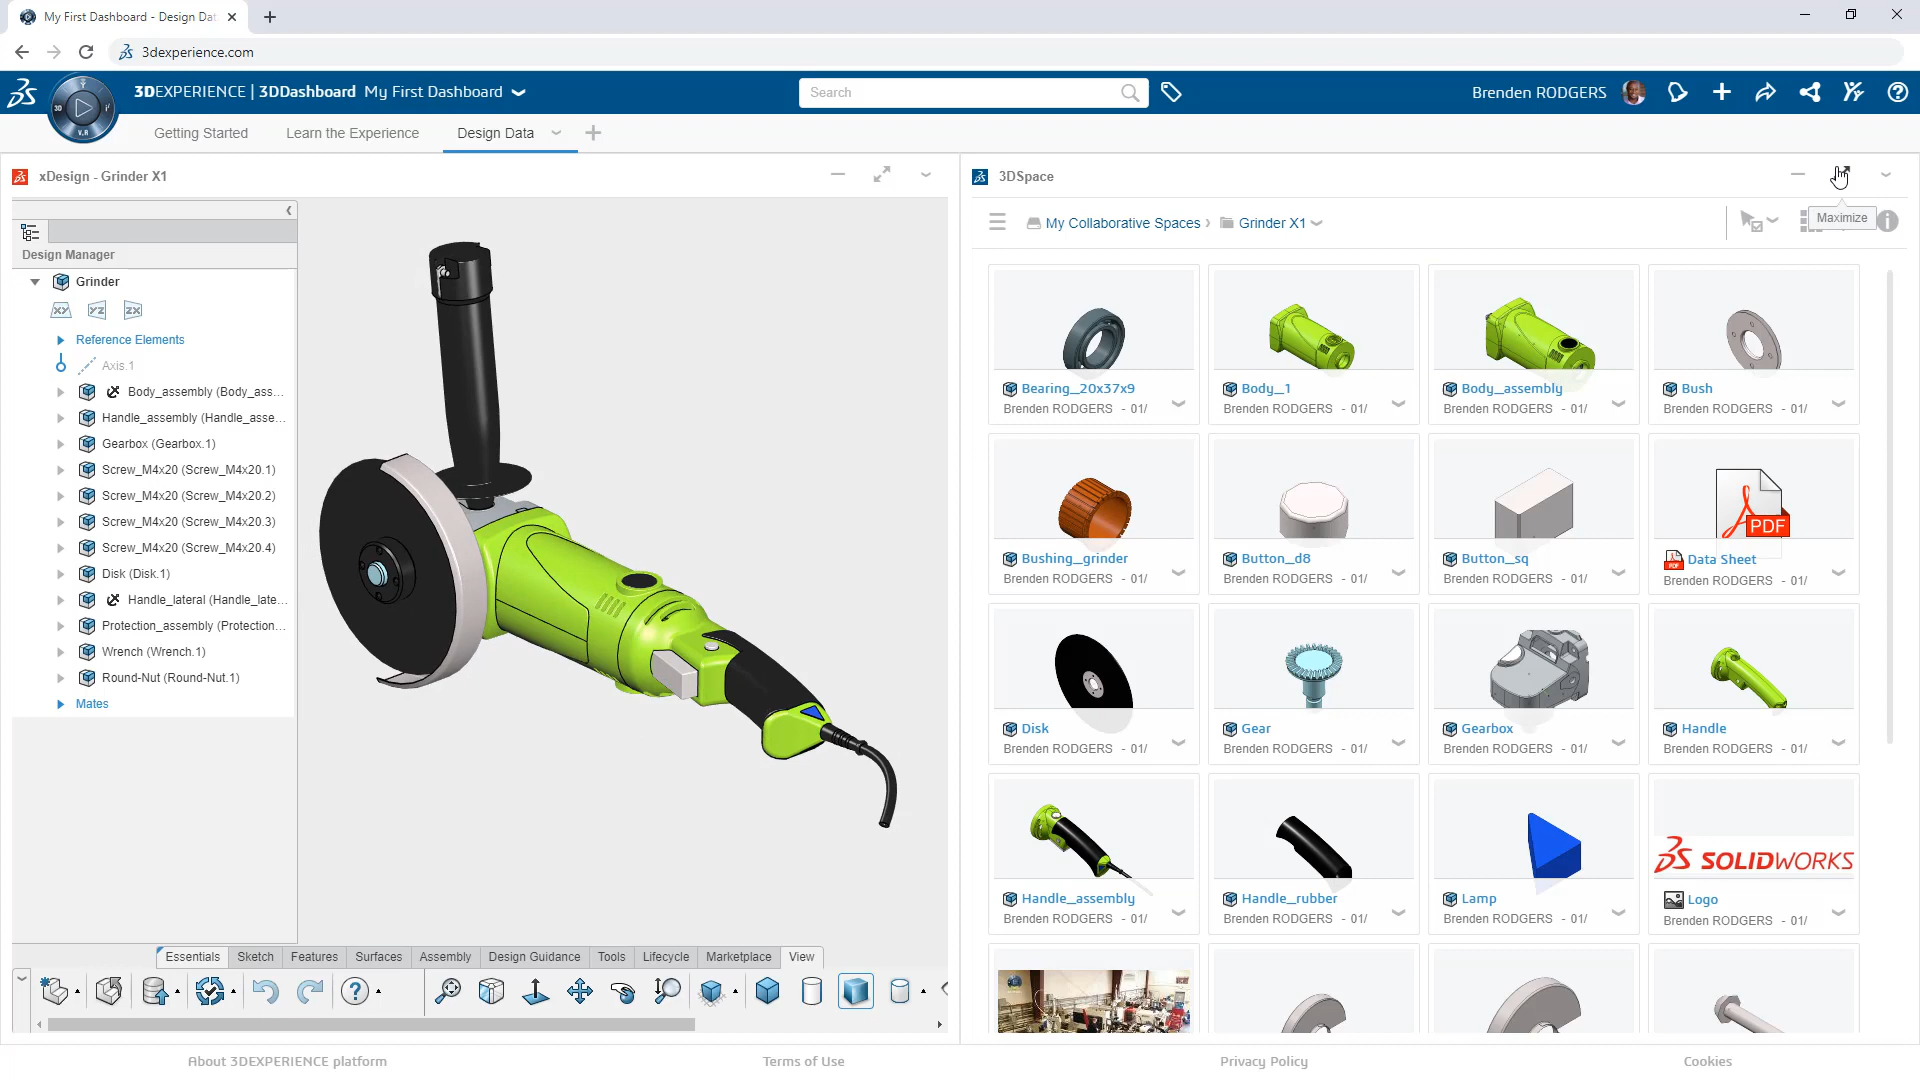 My First Dashboard - Design Dat
3dexperience.com
3DEXPERIENCE | 3DDashboard My First Dashboard
Search
Brenden RODGERS
3D
V.R
Getting Started
Learn the Experience
Design Data
xDesign - Grinder X1
Design Manager
Grinder
XY YZ ZX
Reference Elements
Axis.1
Body_assembly (Body_ass...
Handle_assembly (Handle_asse...
Gearbox (Gearbox.1)
Screw_M4x20 (Screw_M4x20.1)
Screw_M4x20 (Screw_M4x20.2)
Screw_M4x20 (Screw_M4x20.3)
Screw_M4x20 (Screw_M4x20.4)
Disk (Disk.1)
Handle_lateral (Handle_late...
Protection_assembly (Protection...
Wrench (Wrench.1)
Round-Nut (Round-Nut.1)
Mates
Essentials
Sketch
Features
Surfaces
Assembly
Design Guidance
Tools
Lifecycle
Marketplace
View
3DSpace
Maximize
My Collaborative Spaces
Grinder X1
Bearing_20x37x9
Brenden RODGERS - 01/
Body_1
Brenden RODGERS - 01/
Body_assembly
Brenden RODGERS - 01/
Bush
Brenden RODGERS - 01/
Bushing_grinder
Brenden RODGERS - 01/
Button_d8
Brenden RODGERS - 01/
Button_sq
Brenden RODGERS - 01/
PDF
Data Sheet
Brenden RODGERS - 01/
Disk
Brenden RODGERS - 01/
Gear
Brenden RODGERS - 01/
Gearbox
Brenden RODGERS - 01/
Handle
Brenden RODGERS - 01/
Handle_assembly
Brenden RODGERS - 01/
Handle_rubber
Brenden RODGERS - 01/
Lamp
Brenden RODGERS - 01/
SOLIDWORKS
Logo
Brenden RODGERS - 01/
About 3DEXPERIENCE platform
Terms of Use
Privacy Policy
Cookies